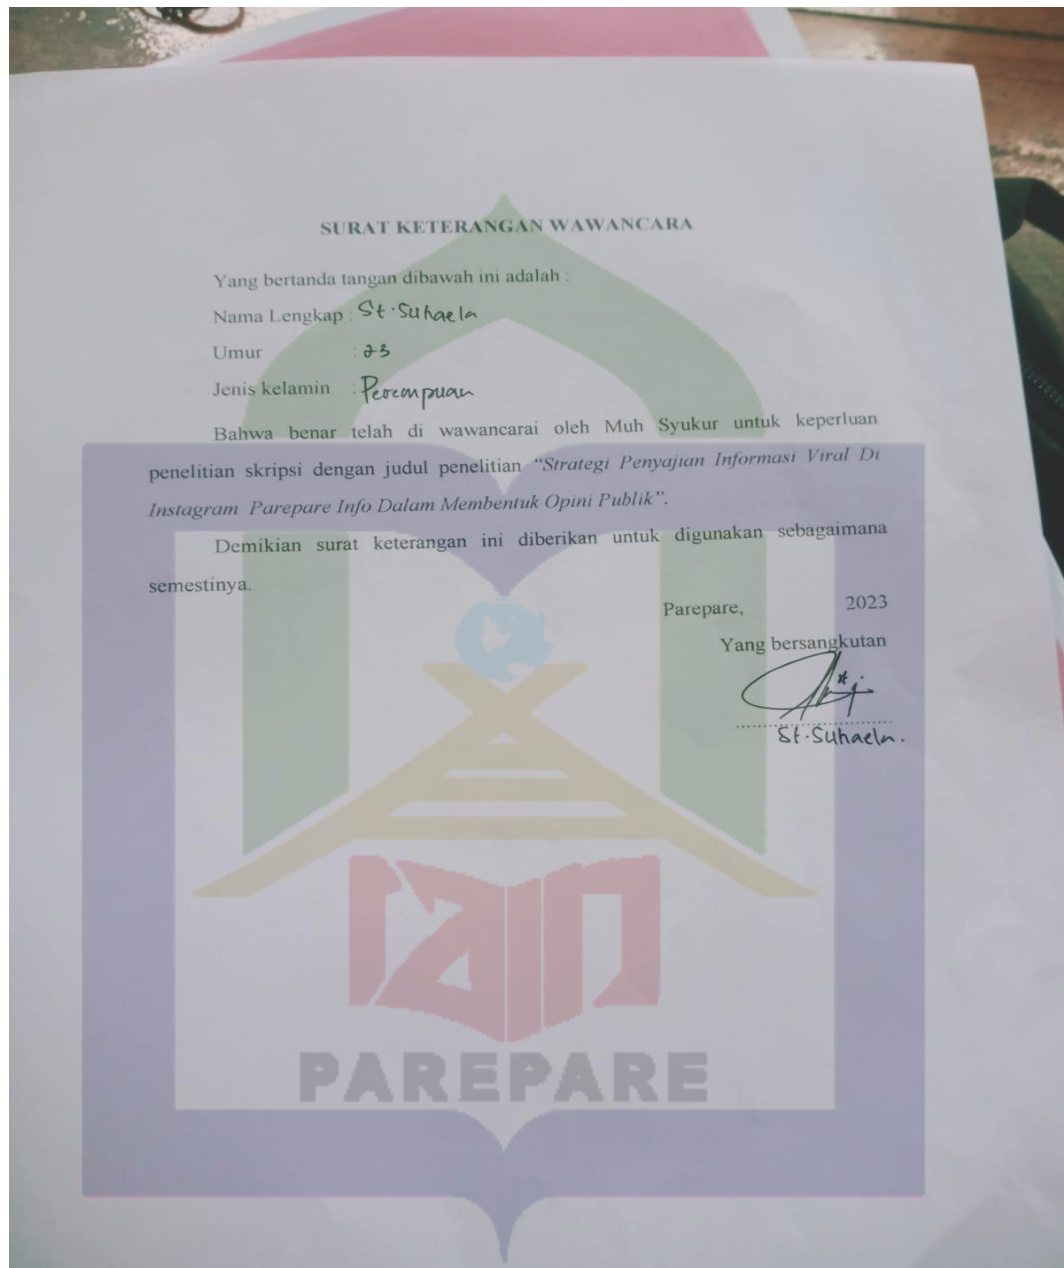 SURAT KETERANGAN WAWANCARA
Yang bertanda tangan dibawah ini adalah :
Nama Lengkap : St. Suhaela
Umur : 23
Jenis kelamin : Perempuan
Bahwa benar telah di wawancarai oleh Muh Syukur untuk keperluan
penelitian skripsi dengan judul penelitian “Strategi Penyajian Informasi Viral Di
Instagram Parepare Info Dalam Membentuk Opini Publik”.
Demikian surat keterangan ini diberikan untuk digunakan sebagaimana
semestinya.
Parepare, 2023
Yang bersangkutan
St. Suhaela.
iain
PAREPARE